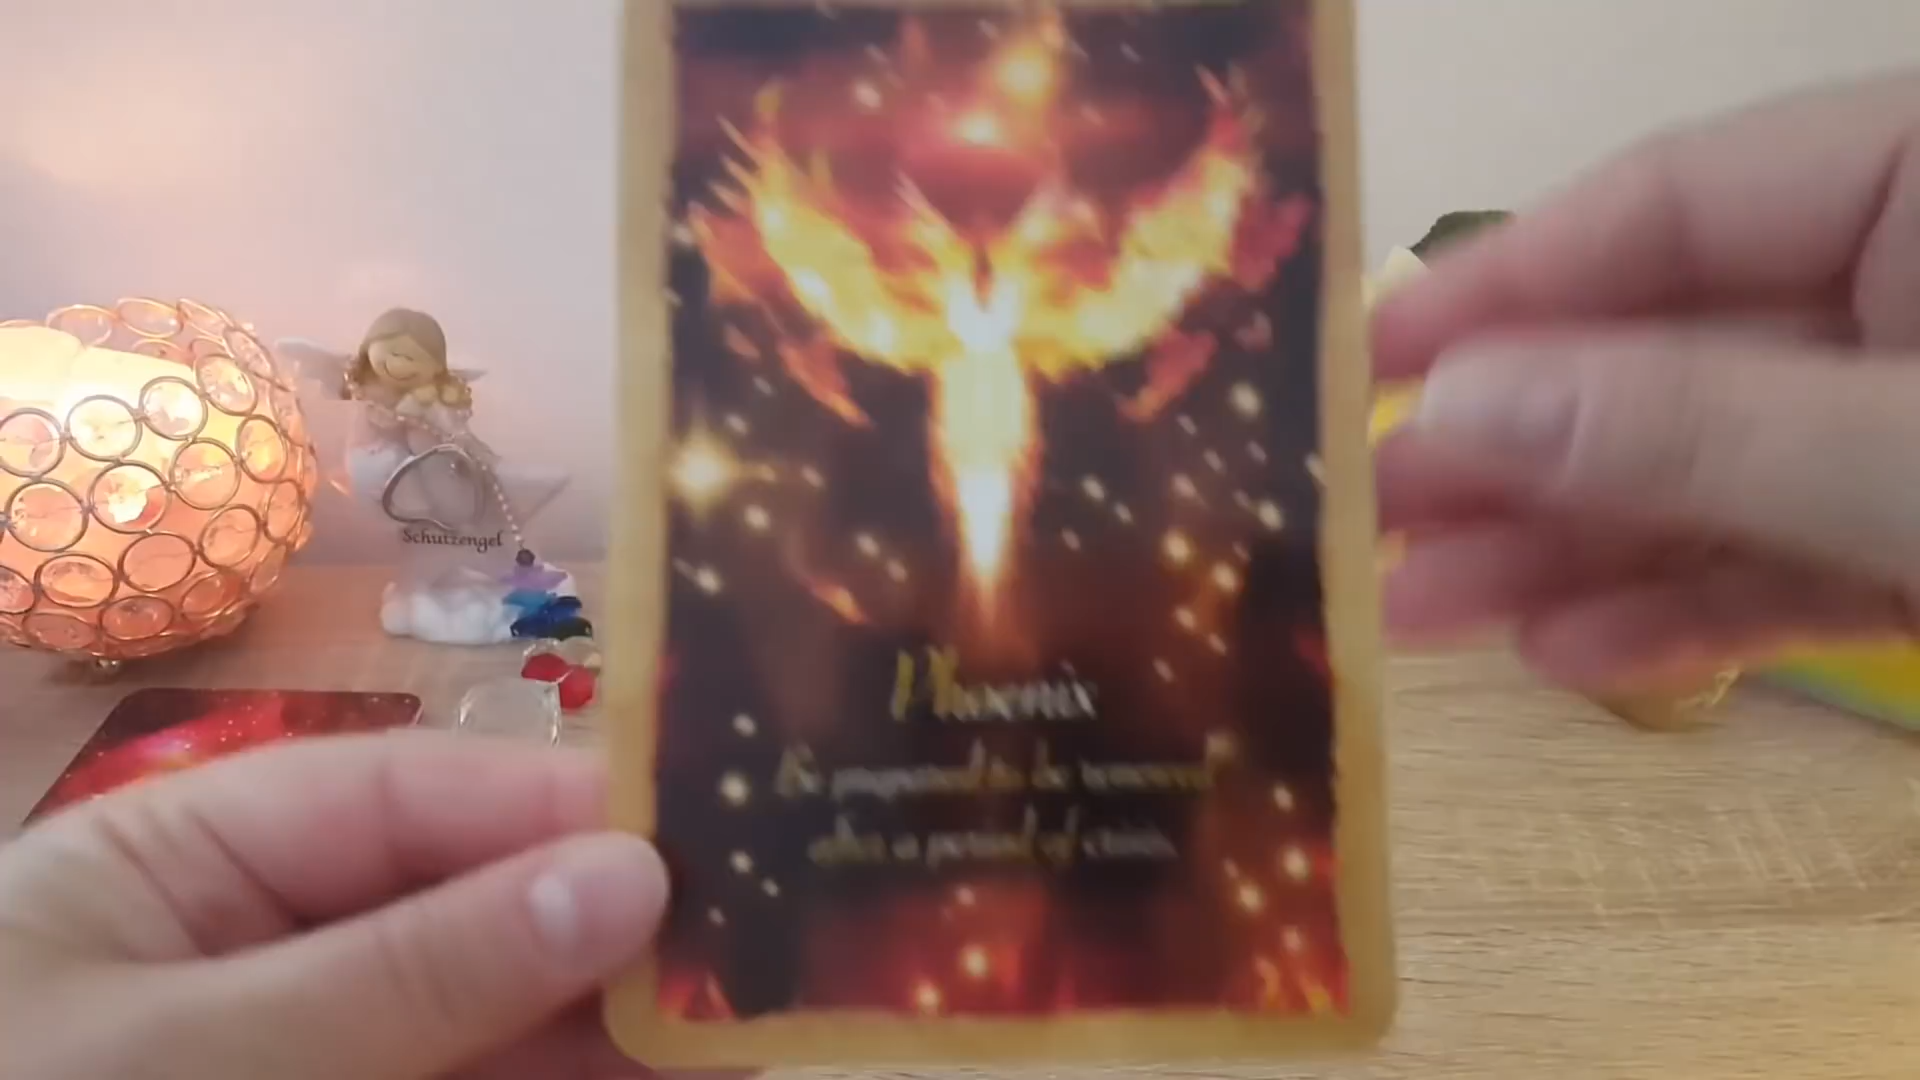 Schutzengel
Phoenix
Be prepared to be renewed
after a period of crisis.